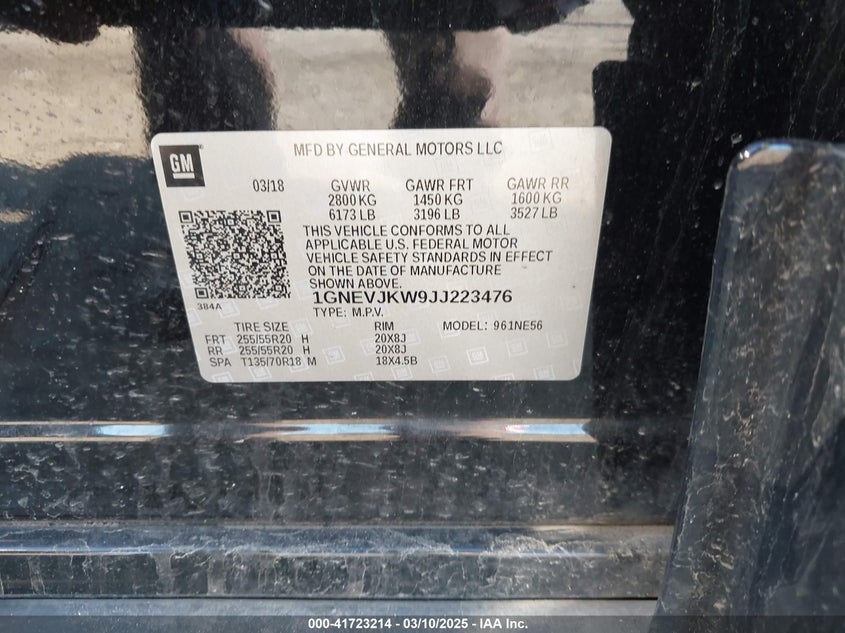 GM
MFD BY GENERAL MOTORS LLC
03/18 GVWR GAWR FRT GAWR RR
2800 KG 1450 KG 1600 KG
6173 LB 3196 LB 3527 LB
THIS VEHICLE CONFORMS TO ALL
APPLICABLE U.S. FEDERAL MOTOR
VEHICLE SAFETY STANDARDS IN EFFECT
ON THE DATE OF MANUFACTURE
SHOWN ABOVE.
384A 1GNEVJKW9JJ223476
TYPE: M.P.V.
TIRE SIZE RIM MODEL: 961NE56
FRT 255/55R20 H 20X8J
RR 255/55R20 H 20X8J
SPA T135/70R18 M 18X4.5B
000-41723214 - 03/10/2025 - IAA Inc.